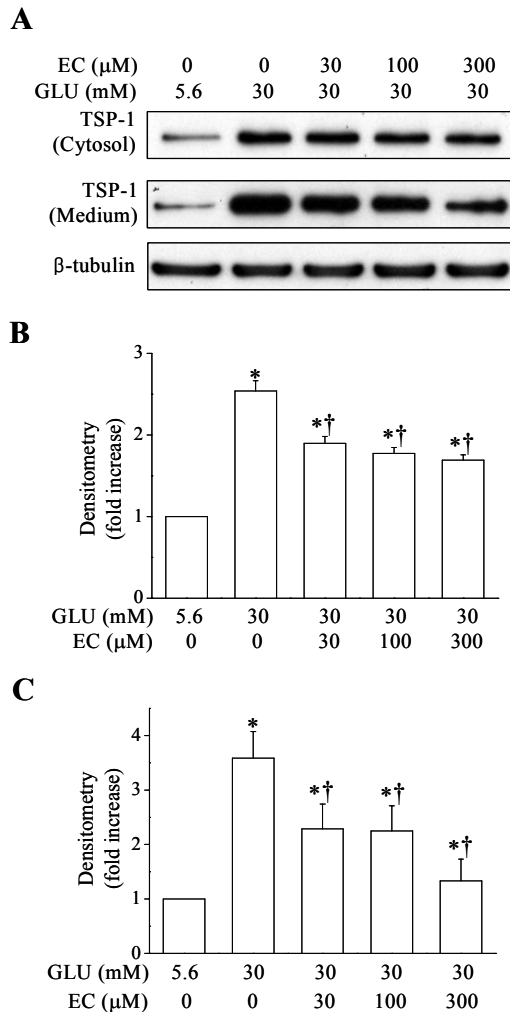 A
EC (μM) 0 0 30 100 300
GLU (mM) 5.6 30 30 30 30
TSP-1
(Cytosol)
TSP-1
(Medium)
β-tubulin
B
Densitometry
(fold increase)
3
2
1
0
*
*†
*†
*†
GLU (mM) 5.6 30 30 30 30
EC (μM) 0 0 30 100 300
C
Densitometry
(fold increase)
4
3
2
1
0
*
*†
*†
*†
GLU (mM) 5.6 30 30 30 30
EC (μM) 0 0 30 100 300